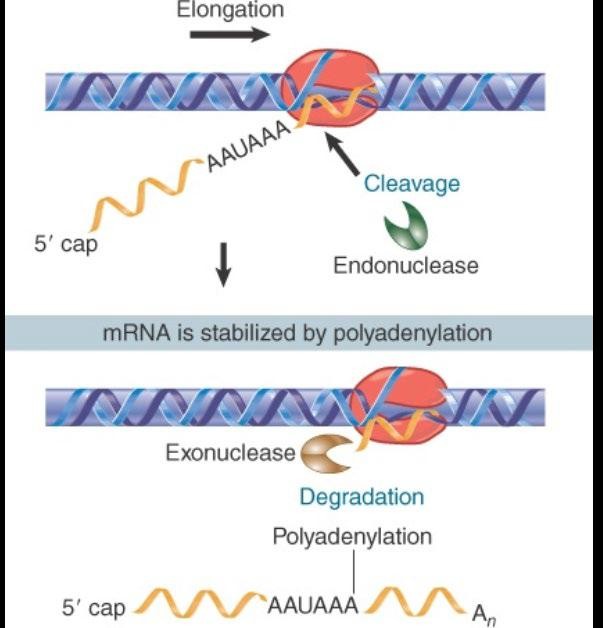 Elongation
AAUAAA
Cleavage
5′ cap
Endonuclease
mRNA is stabilized by polyadenylation
Exonuclease
Degradation
Polyadenylation
5′ cap AAUAAA An